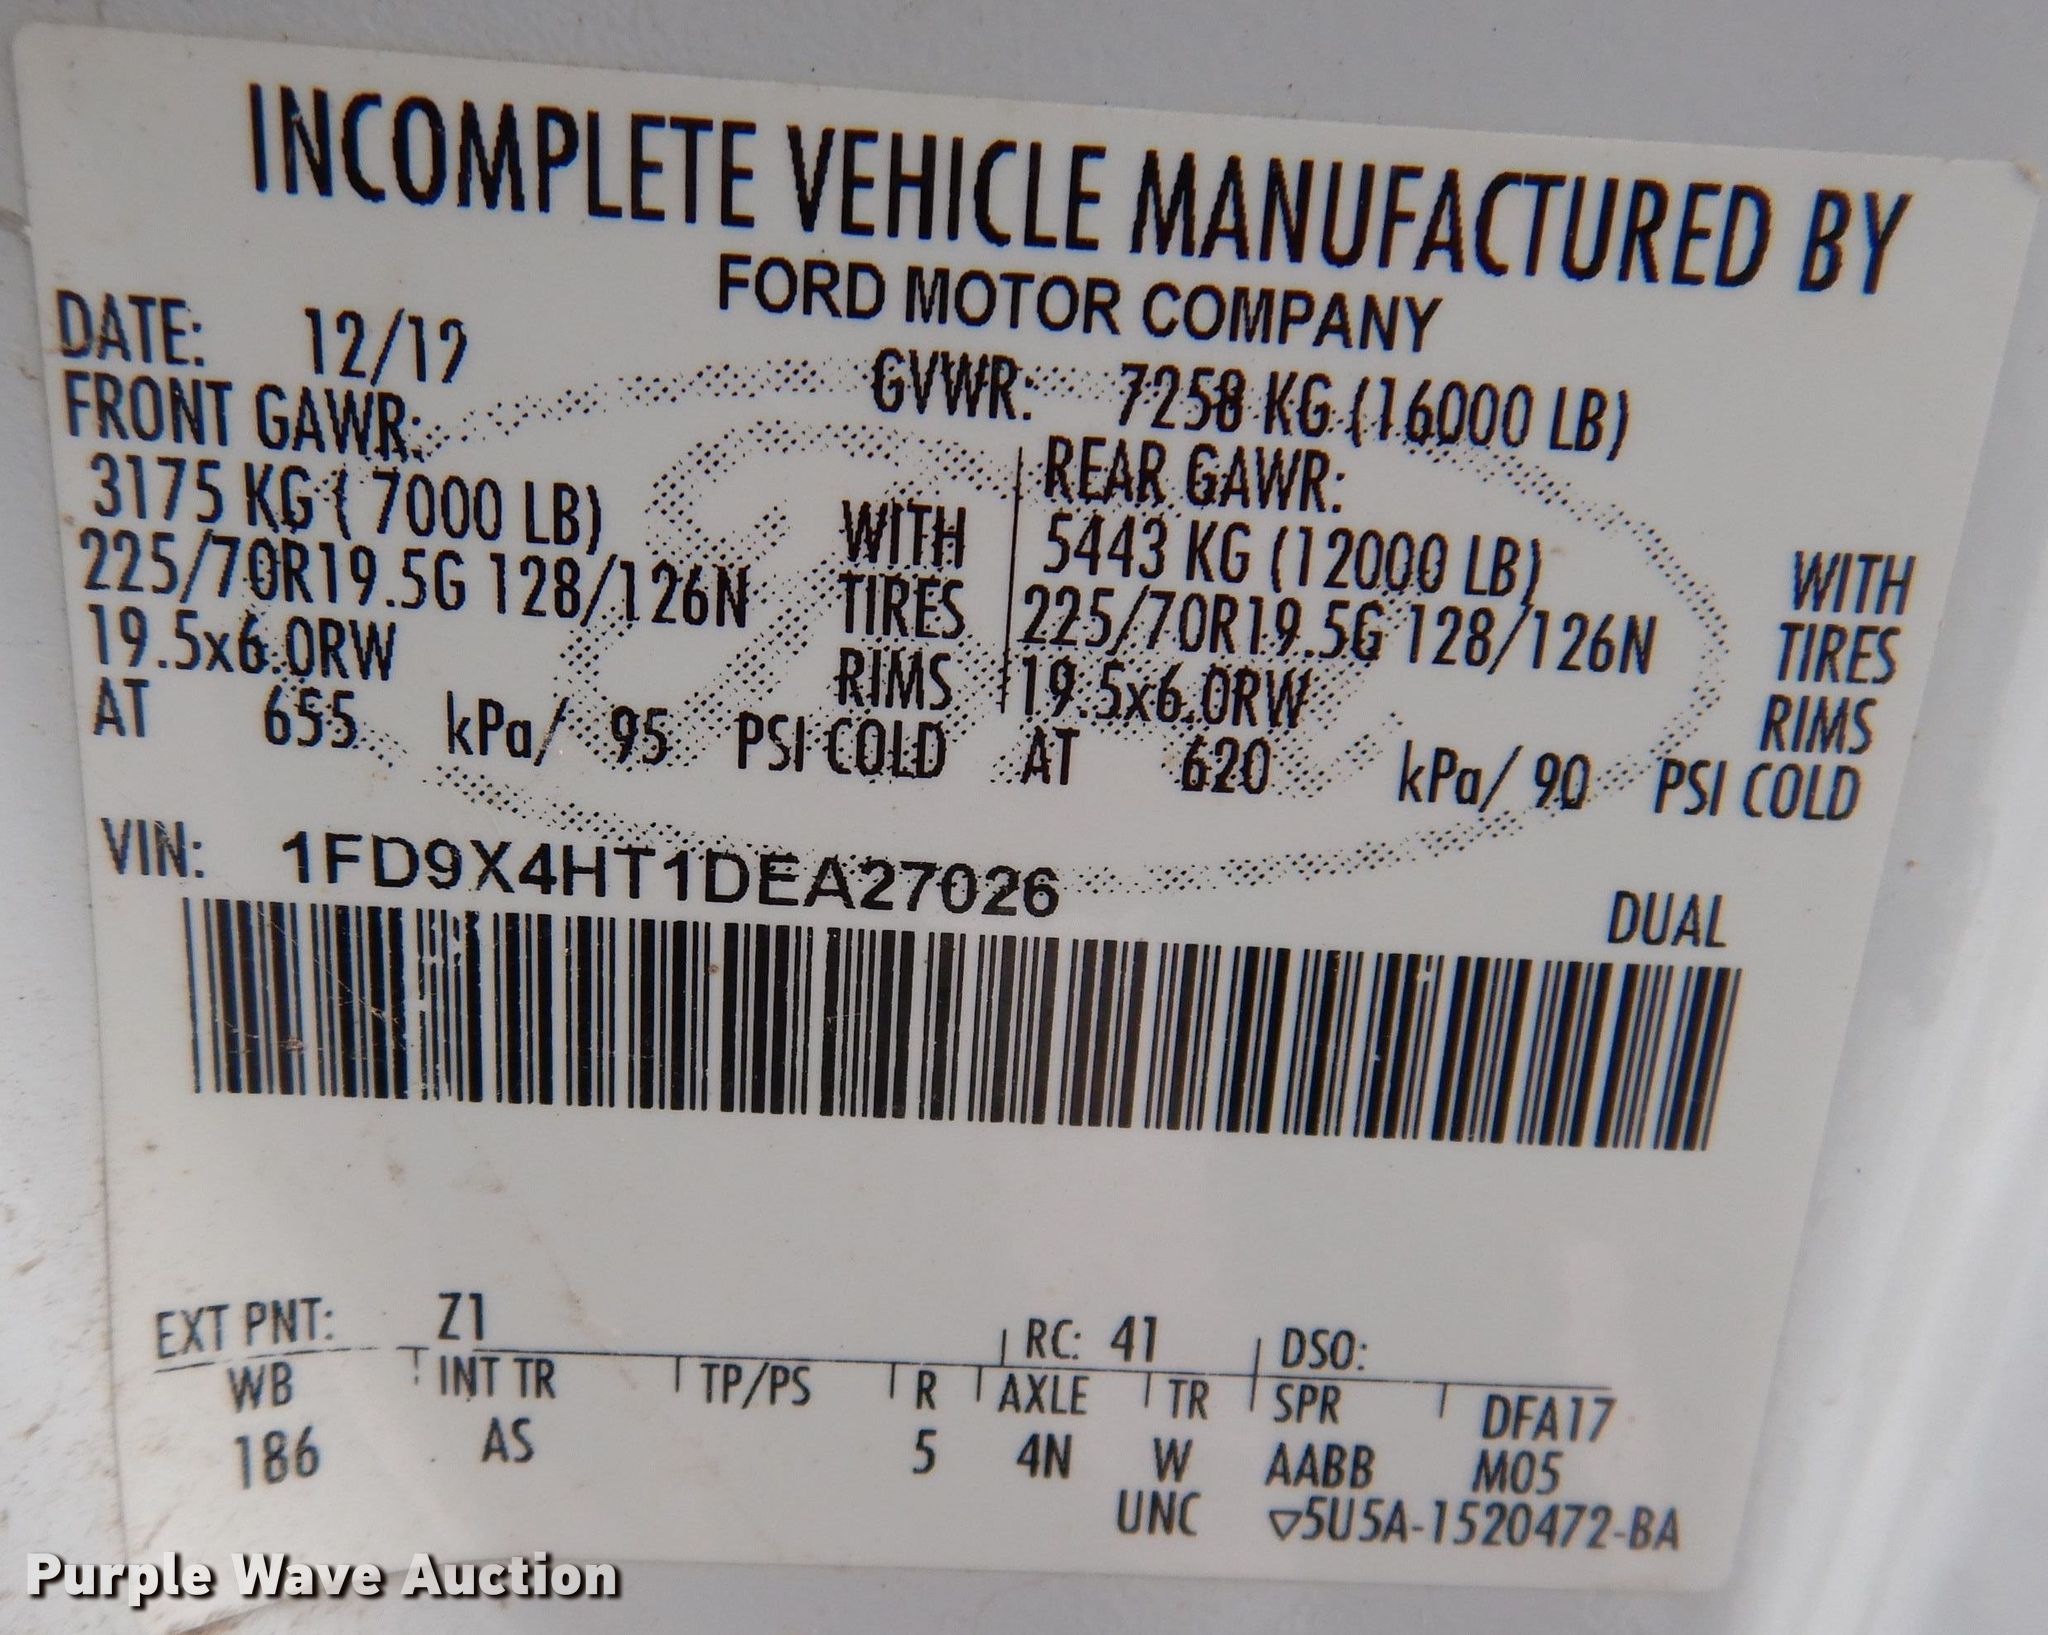 INCOMPLETE VEHICLE MANUFACTURED BY
FORD MOTOR COMPANY
DATE: 12/12
GVWR: 7258 KG (16000 LB)
FRONT GAWR:
3175 KG ( 7000 LB)
225/70R19.5G 128/126N
19.5x6.0RW
AT 655 kPa/ 95 PSI COLD
WITH
TIRES
RIMS
REAR GAWR:
5443 KG (12000 LB)
225/70R19.5G 128/126N
19.5x6.0RW
AT 620 kPa/ 90 PSI COLD
WITH
TIRES
RIMS
VIN: 1FD9X4HT1DEA27026
DUAL
EXT PNT: Z1 RC: 41 DSO:
WB INT TR TP/PS R AXLE TR SPR DFA17
186 AS 5 4N W AABB M05
UNC ▽5U5A-1520472-BA
Purple Wave Auction